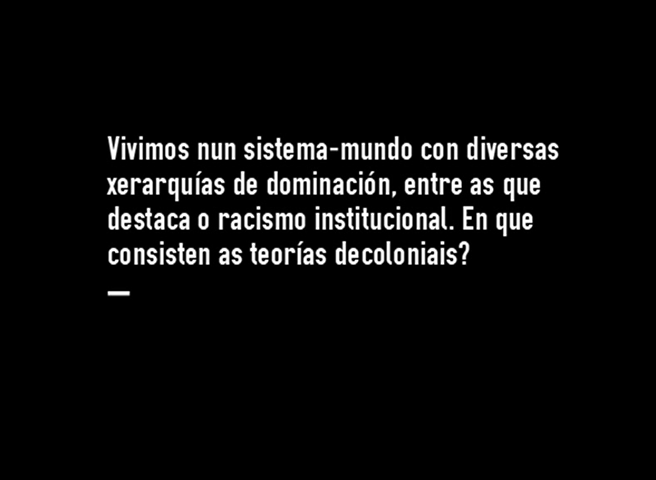 Vivimos nun sistema-mundo con diversas
xerarquías de dominación, entre as que
destaca o racismo institucional. En que
consisten as teorías decoloniais?